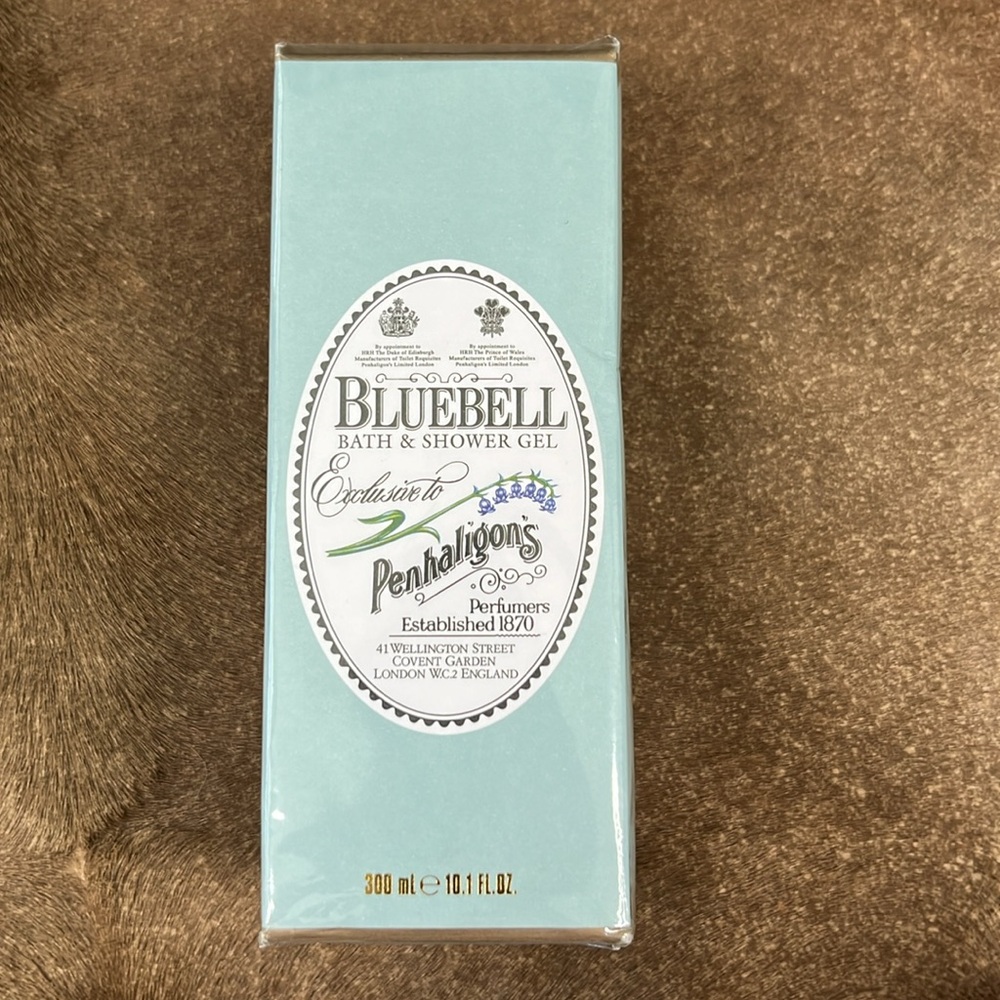 By appointment to
HRH The Duke of Edinburgh
Manufacturers of Toilet Requisites
Penhaligon's Limited London
By appointment to
HRH The Prince of Wales
Manufacturers of Toilet Requisites
Penhaligon's Limited London
BLUEBELL
BATH & SHOWER GEL
Exclusive to
Penhaligon's
Perfumers
Established 1870
41 WELLINGTON STREET
COVENT GARDEN
LONDON W.C.2 ENGLAND
300 ml ℮ 10.1 FL.OZ.